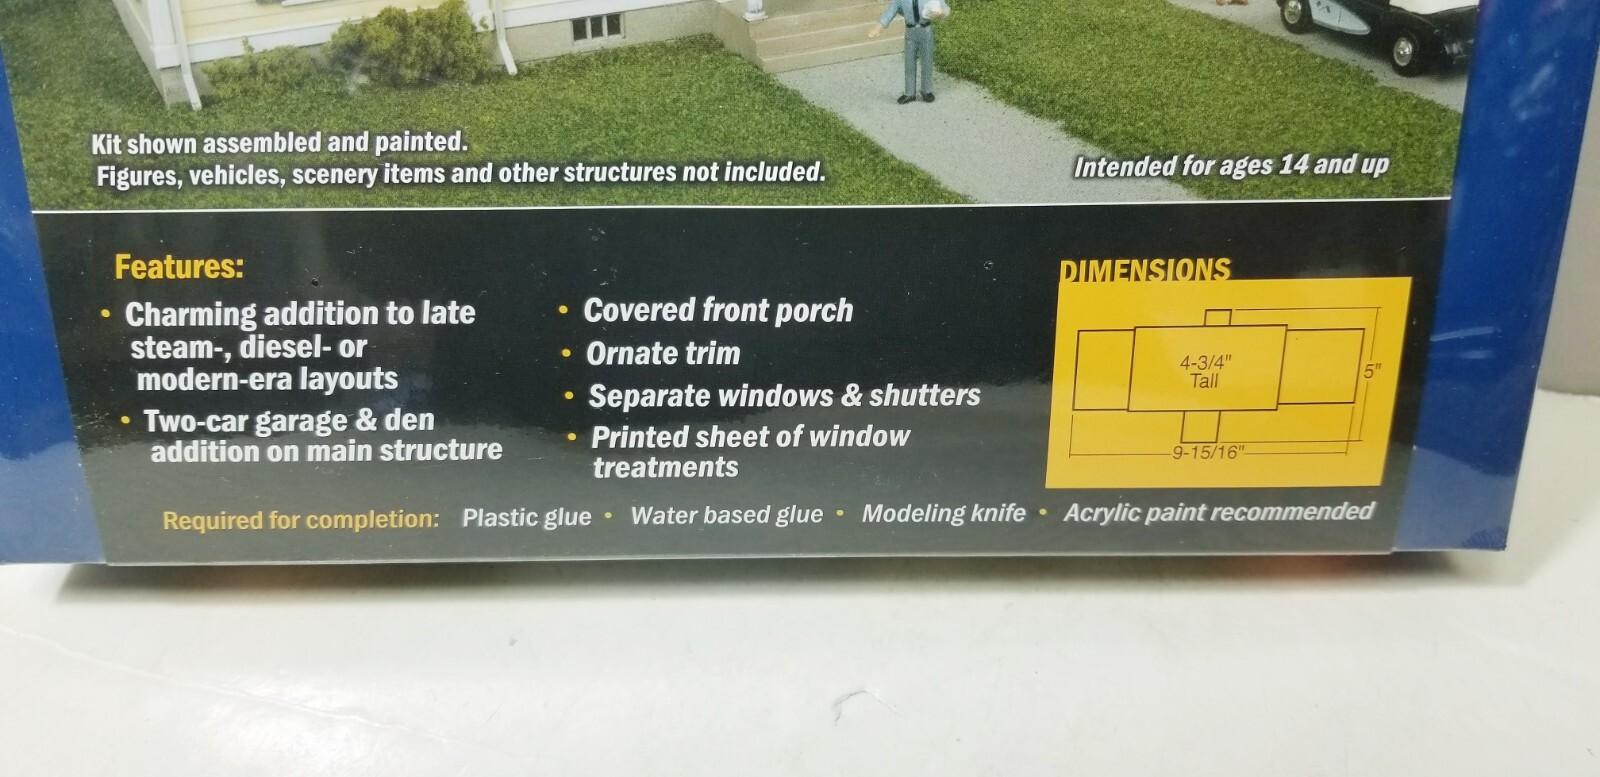 Kit shown assembled and painted.
Figures, vehicles, scenery items and other structures not included.
Intended for ages 14 and up
Features:
• Charming addition to late
steam-, diesel- or
modern-era layouts
• Two-car garage & den
addition on main structure
• Covered front porch
• Ornate trim
• Separate windows & shutters
• Printed sheet of window
treatments
DIMENSIONS
4-3/4"
Tall
5"
9-15/16"
Required for completion: Plastic glue • Water based glue • Modeling knife • Acrylic paint recommended